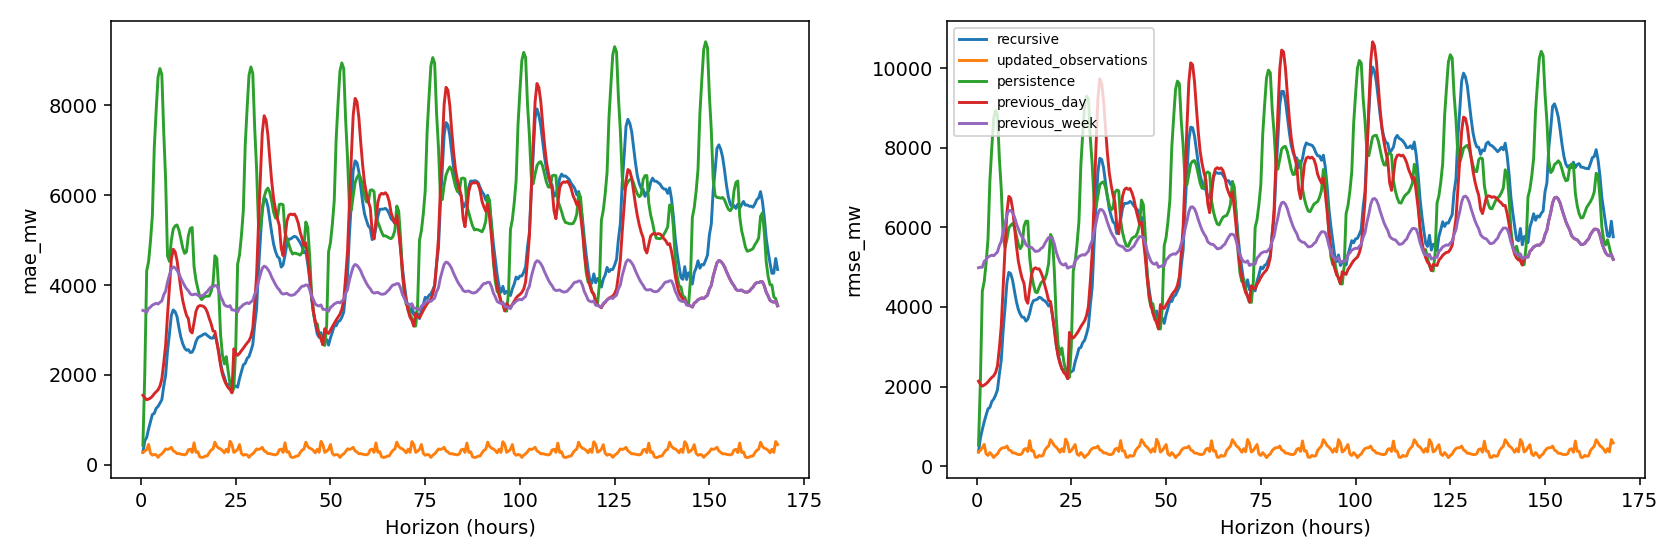 mae_mw
8000
6000
4000
2000
0
0 25 50 75 100 125 150 175
Horizon (hours)
rmse_mw
10000
8000
6000
4000
2000
0
0 25 50 75 100 125 150 175
Horizon (hours)
recursive
updated_observations
persistence
previous_day
previous_week